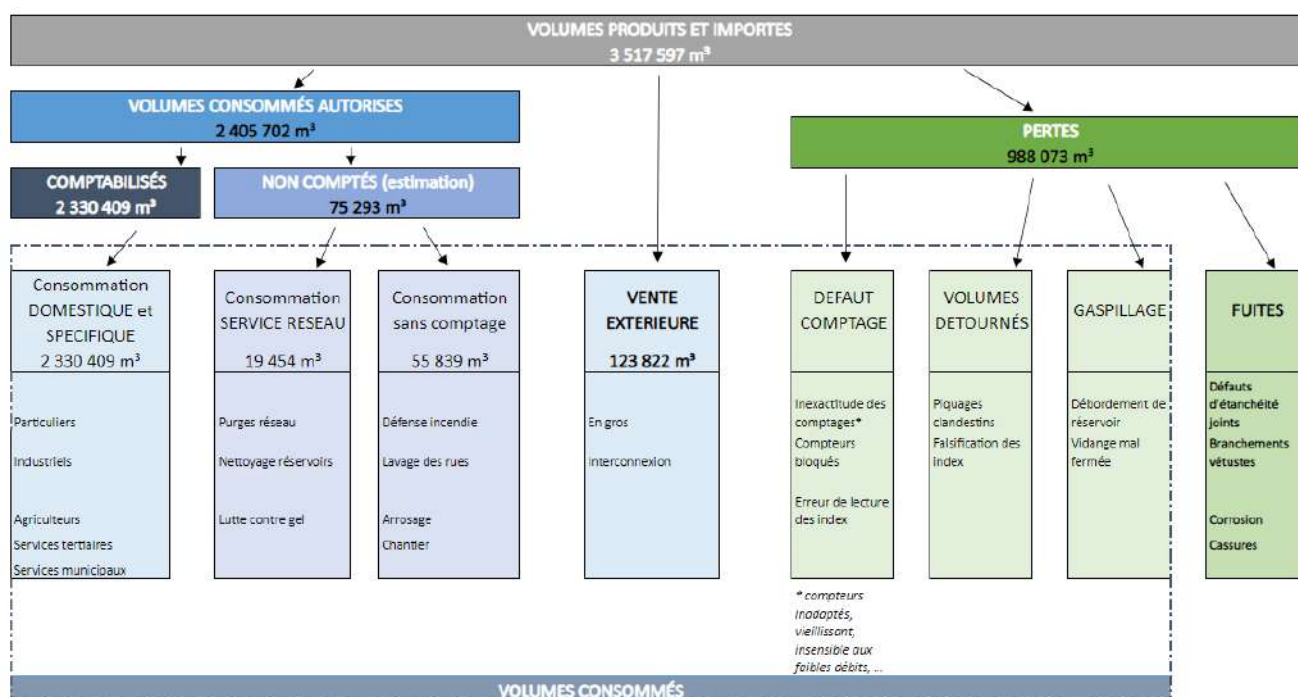 VOLUMES PRODUITS ET IMPORTES
3 517 597 m³
VOLUMES CONSOMMÉS AUTORISES
2 405 702 m³
PERTES
988 073 m³
COMPTABILISÉS
2 330 409 m³
NON COMPTÉS (estimation)
75 293 m³
Consommation
DOMESTIQUE et
SPECIFIQUE
2 330 409 m³
Particuliers
Industriels
Agriculteurs
Services tertiaires
Services municipaux
Consommation
SERVICE RESEAU
19 454 m³
Purges réseau
Nettoyage réservoirs
Lutte contre gel
Consommation
sans comptage
55 839 m³
Défense incendie
Lavage des rues
Arrosage
Chantier
VENTE
EXTERIEURE
123 822 m³
En gros
Interconnexion
DEFAUT
COMPTAGE
Inexactitude des
comptages*
Compteurs
bloqués
Erreur de lecture
des index
* compteurs
inadaptés,
vieillissant,
insensible aux
faibles débits, ...
VOLUMES
DETOURNÉS
Piquages
clandestins
Falsification des
index
GASPILLAGE
Débordement de
réservoir
Vidange mal
fermée
FUITES
Défauts
d'étanchéité
joints
Branchements
vétustes
Corrosion
Cassures
VOLUMES CONSOMMÉS